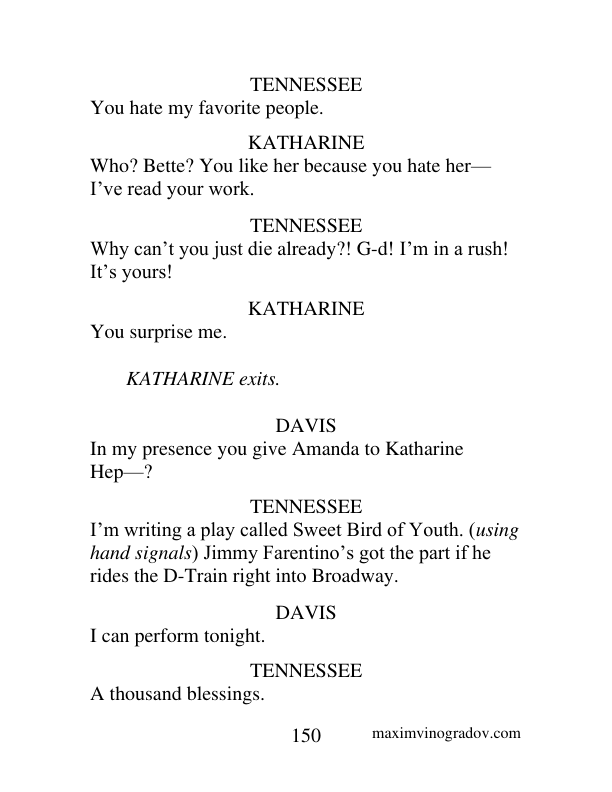 TENNESSEE
You hate my favorite people.
KATHARINE
Who? Bette? You like her because you hate her—
I’ve read your work.
TENNESSEE
Why can’t you just die already?! G-d! I’m in a rush!
It’s yours!
KATHARINE
You surprise me.
KATHARINE exits.
DAVIS
In my presence you give Amanda to Katharine
Hep—?
TENNESSEE
I’m writing a play called Sweet Bird of Youth. (using
hand signals) Jimmy Farentino’s got the part if he
rides the D-Train right into Broadway.
DAVIS
I can perform tonight.
TENNESSEE
A thousand blessings.
150 maximvinogradov.com